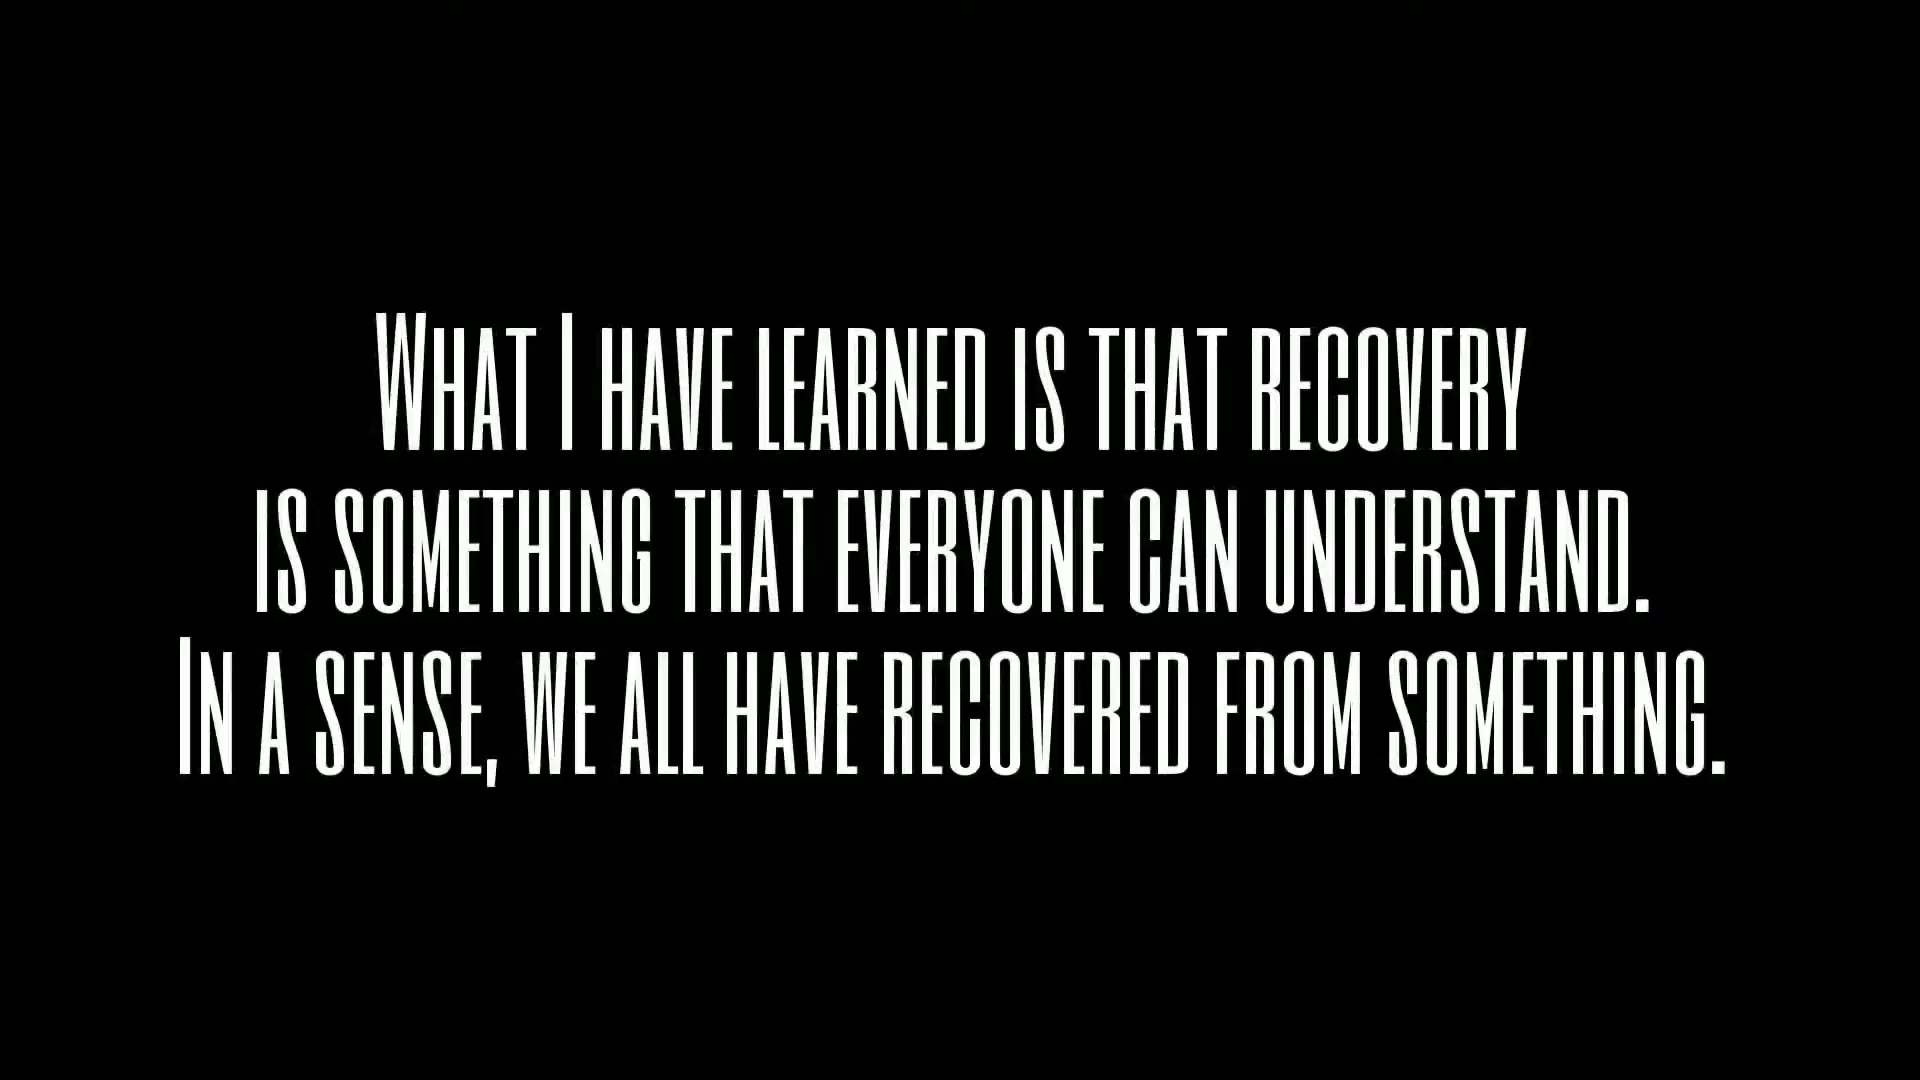 What I have learned is that recovery
is something that everyone can understand.
In a sense, we all have recovered from something.